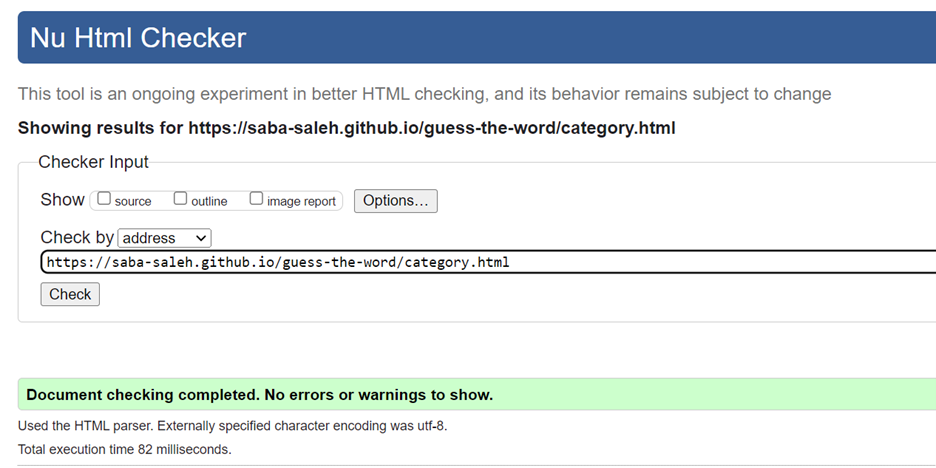 Nu Html Checker
This tool is an ongoing experiment in better HTML checking, and its behavior remains subject to change
Showing results for https://saba-saleh.github.io/guess-the-word/category.html
Checker Input
Show source outline image report Options...
Check by address
https://saba-saleh.github.io/guess-the-word/category.html
Check
Document checking completed. No errors or warnings to show.
Used the HTML parser. Externally specified character encoding was utf-8.
Total execution time 82 milliseconds.